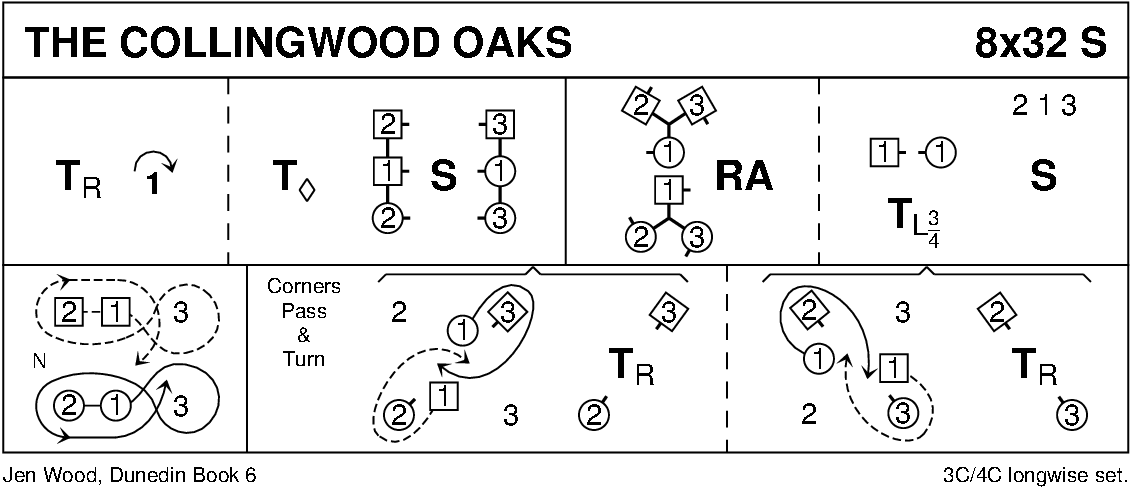 THE COLLINGWOOD OAKS 8x32 S
TR 1
T◊ 2 1 2 S 3 1 3
2 3 1 1 2 3 RA
2 1 3
1 1
TL3/4 S
2 1 3
N
2 1 3
Corners
Pass
&
Turn
2 1 3 3
2 1 3 2 TR
2 1 3 2
2 1 3 3 TR
Jen Wood, Dunedin Book 6 3C/4C longwise set.